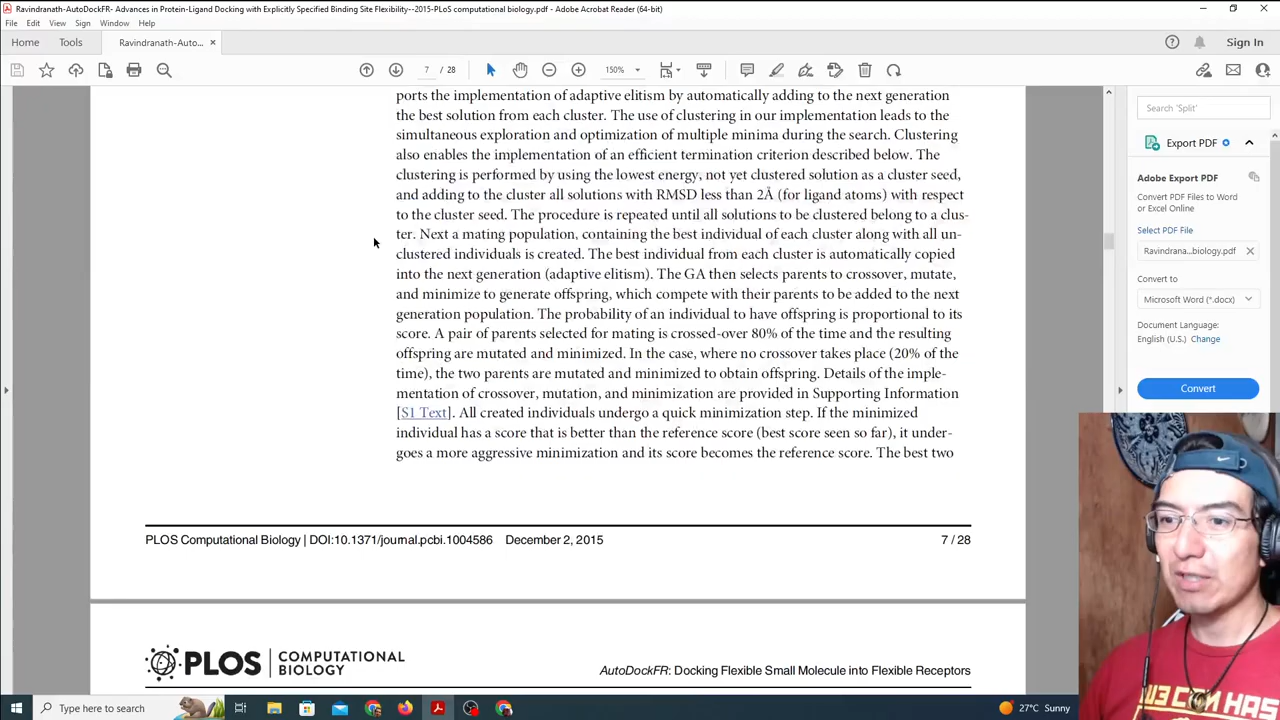 Ravindranath-AutoDockFR- Advances in Protein-Ligand Docking with Explicitly Specified Binding Site Flexibility--2015-PLoS computational biology.pdf - Adobe Acrobat Reader (64-bit)
File Edit View Sign Window Help
Home Tools Ravindranath-Auto... × Sign In
7 / 28 150%
ports the implementation of adaptive elitism by automatically adding to the next generation
the best solution from each cluster. The use of clustering in our implementation leads to the
simultaneous exploration and optimization of multiple minima during the search. Clustering
also enables the implementation of an efficient termination criterion described below. The
clustering is performed by using the lowest energy, not yet clustered solution as a cluster seed,
and adding to the cluster all solutions with RMSD less than 2Å (for ligand atoms) with respect
to the cluster seed. The procedure is repeated until all solutions to be clustered belong to a clus-
ter. Next a mating population, containing the best individual of each cluster along with all un-
clustered individuals is created. The best individual from each cluster is automatically copied
into the next generation (adaptive elitism). The GA then selects parents to crossover, mutate,
and minimize to generate offspring, which compete with their parents to be added to the next
generation population. The probability of an individual to have offspring is proportional to its
score. A pair of parents selected for mating is crossed-over 80% of the time and the resulting
offspring are mutated and minimized. In the case, where no crossover takes place (20% of the
time), the two parents are mutated and minimized to obtain offspring. Details of the imple-
mentation of crossover, mutation, and minimization are provided in Supporting Information
[S1 Text]. All created individuals undergo a quick minimization step. If the minimized
individual has a score that is better than the reference score (best score seen so far), it under-
goes a more aggressive minimization and its score becomes the reference score. The best two
PLOS Computational Biology | DOI:10.1371/journal.pcbi.1004586 December 2, 2015 7 / 28
PLOS COMPUTATIONAL
BIOLOGY
AutoDockFR: Docking Flexible Small Molecule into Flexible Receptors
Search 'Split'
Export PDF
Adobe Export PDF
Convert PDF Files to Word
or Excel Online
Select PDF File
Ravindrana...biology.pdf ×
Convert to
Microsoft Word (*.docx)
Document Language:
English (U.S.) Change
Convert
Type here to search
27°C Sunny